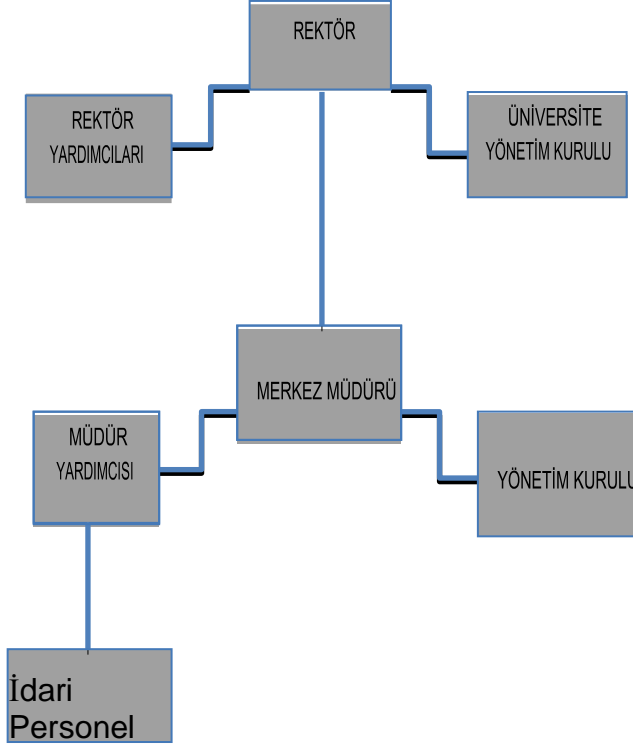 REKTÖR
REKTÖR
YARDIMCILARI
ÜNİVERSİTE
YÖNETİM KURULU
MERKEZ MÜDÜRÜ
MÜDÜR
YARDIMCISI
YÖNETİM KURULU
İdari
Personel